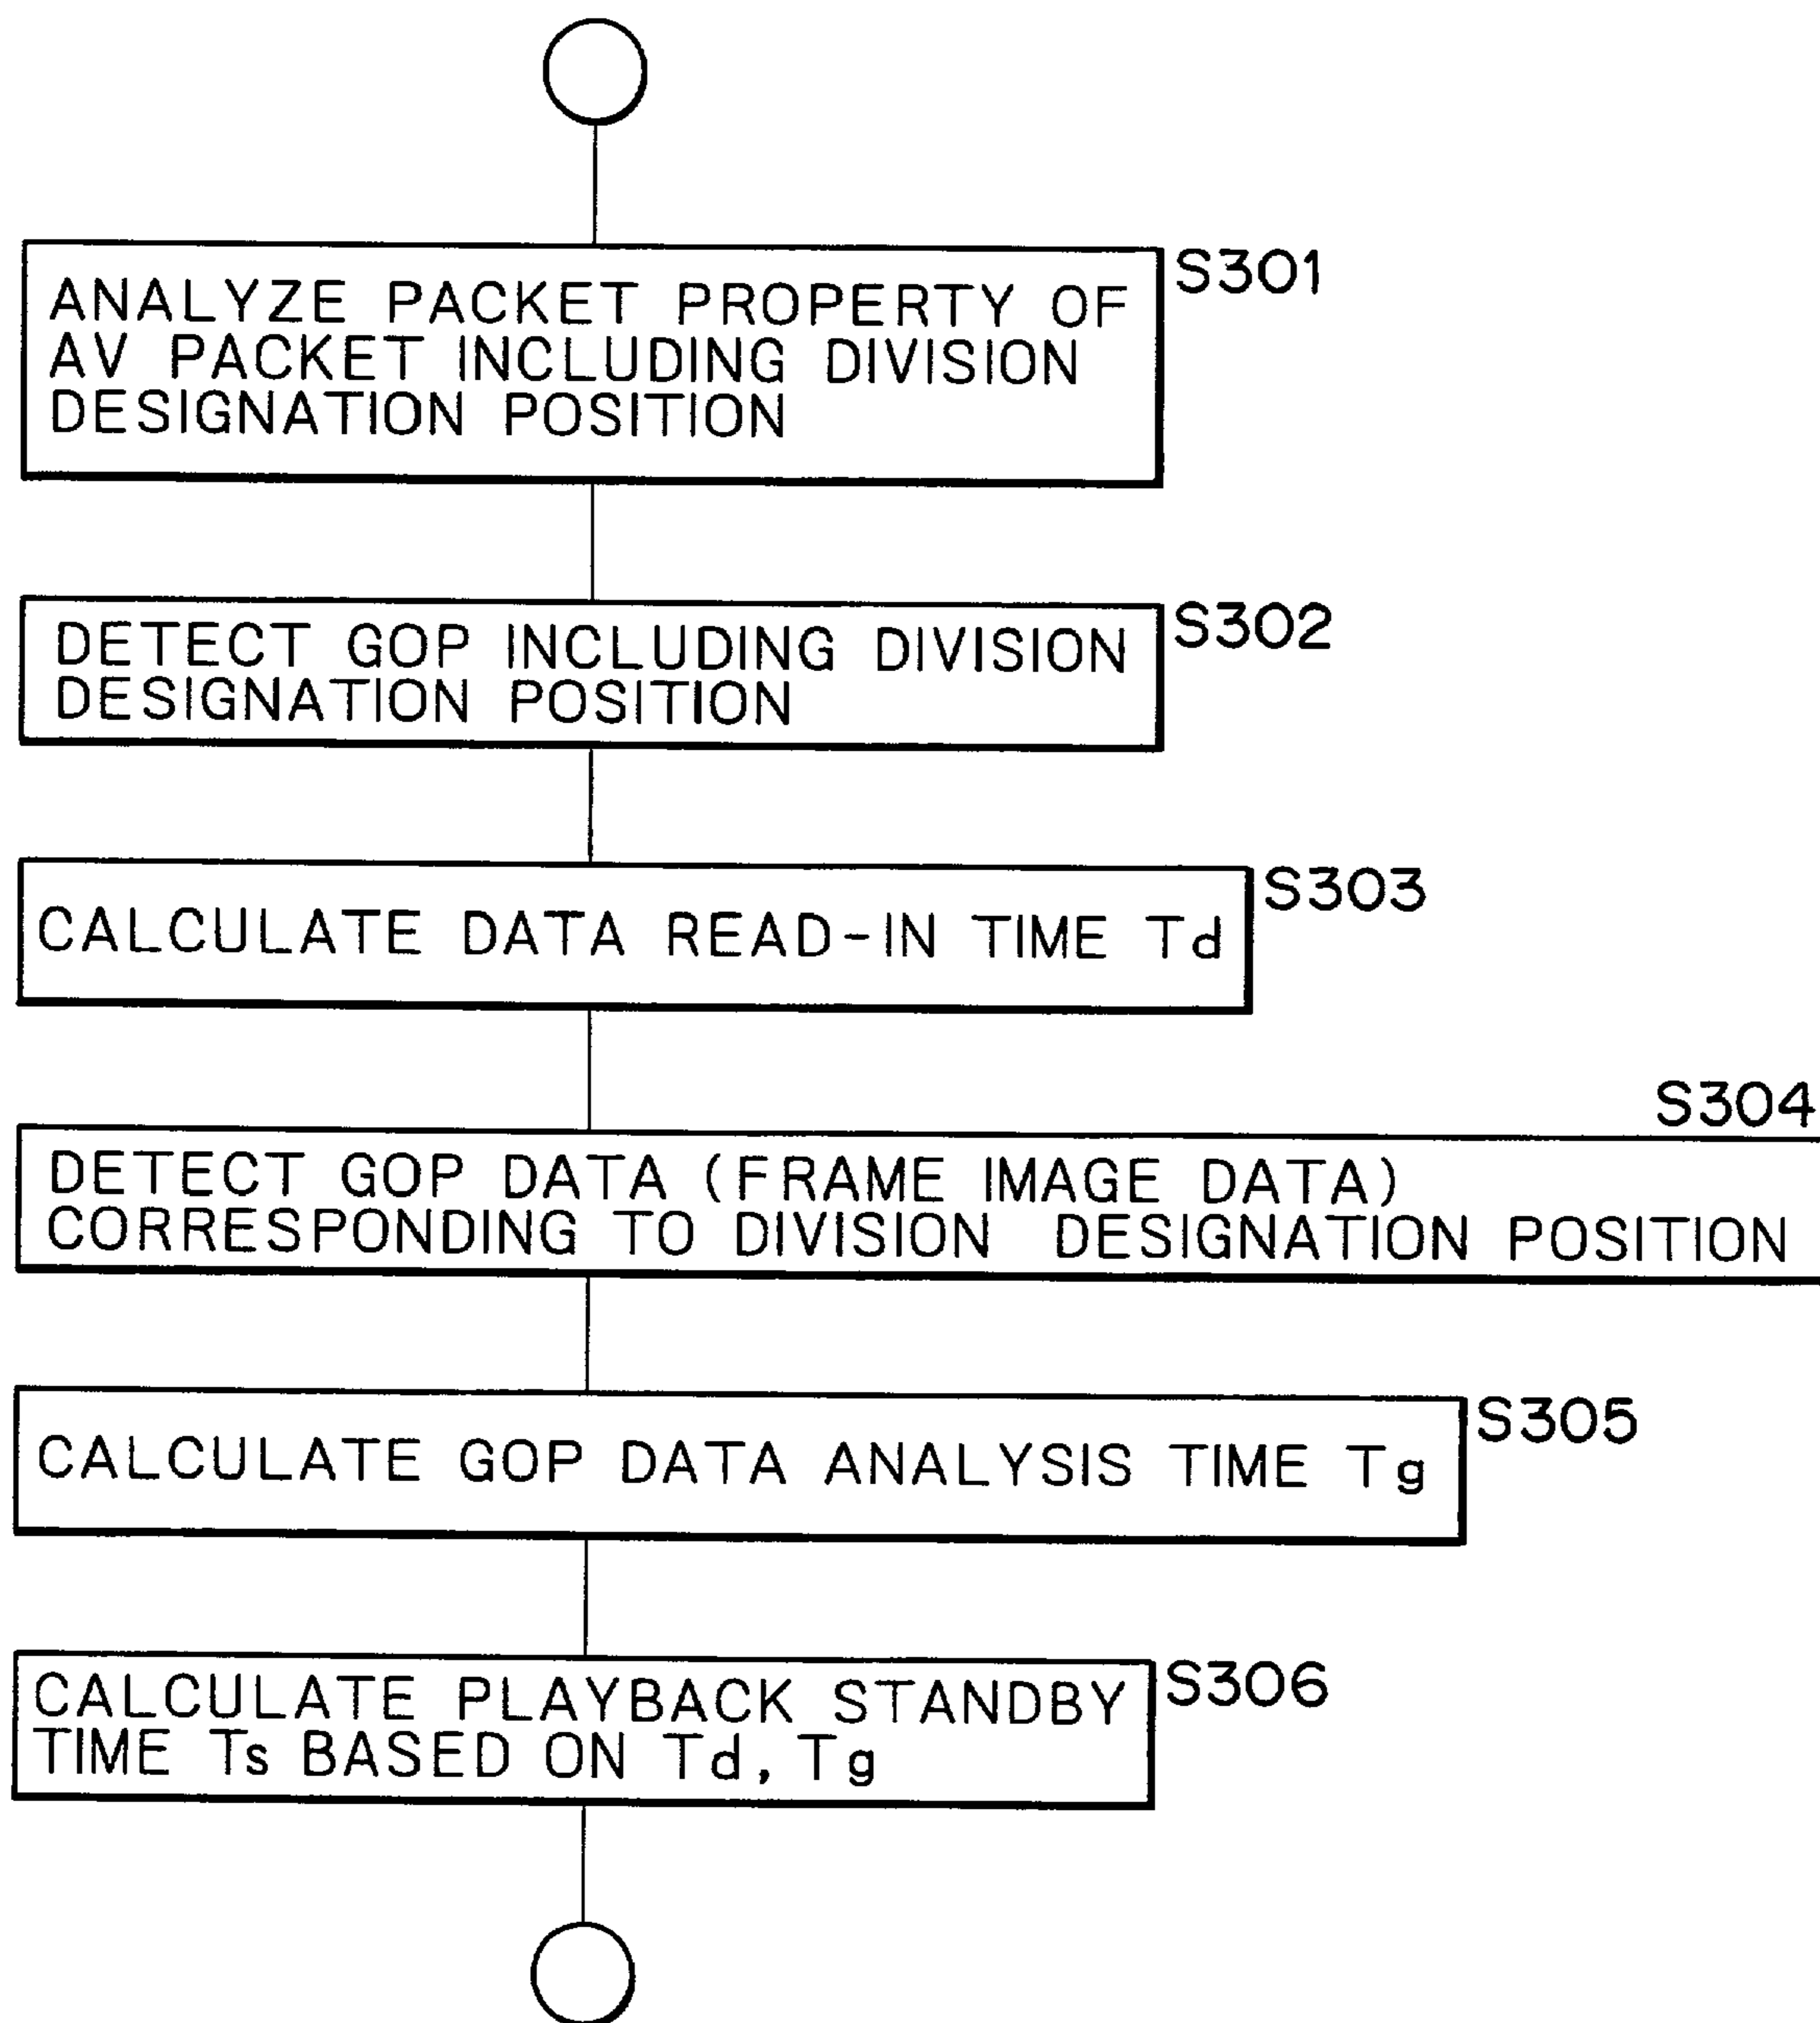 S301
ANALYZE PACKET PROPERTY OF
AV PACKET INCLUDING DIVISION
DESIGNATION POSITION
S302
DETECT GOP INCLUDING DIVISION
DESIGNATION POSITION
S303
CALCULATE DATA READ-IN TIME Td
S304
DETECT GOP DATA (FRAME IMAGE DATA)
CORRESPONDING TO DIVISION DESIGNATION POSITION
S305
CALCULATE GOP DATA ANALYSIS TIME Tg
S306
CALCULATE PLAYBACK STANDBY
TIME Ts BASED ON Td, Tg